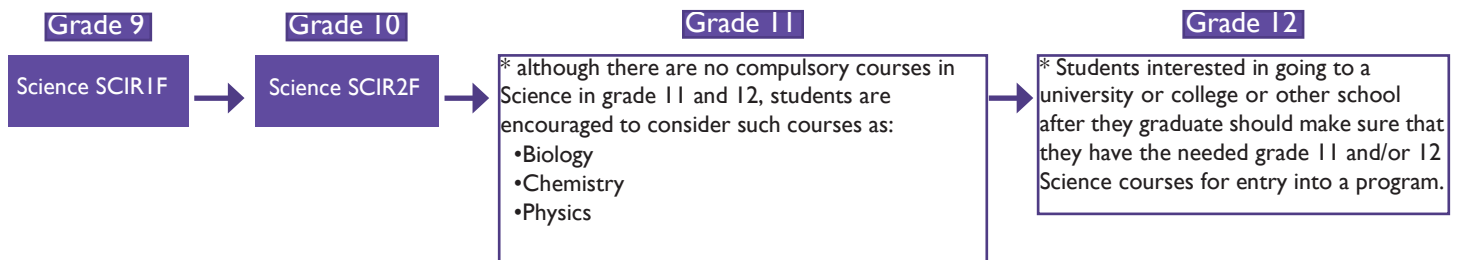 Grade 9
Science SCIR1F
Grade 10
Science SCIR2F
Grade 11
* although there are no compulsory courses in
Science in grade 11 and 12, students are
encouraged to consider such courses as:
•Biology
•Chemistry
•Physics
Grade 12
* Students interested in going to a
university or college or other school
after they graduate should make sure that
they have the needed grade 11 and/or 12
Science courses for entry into a program.